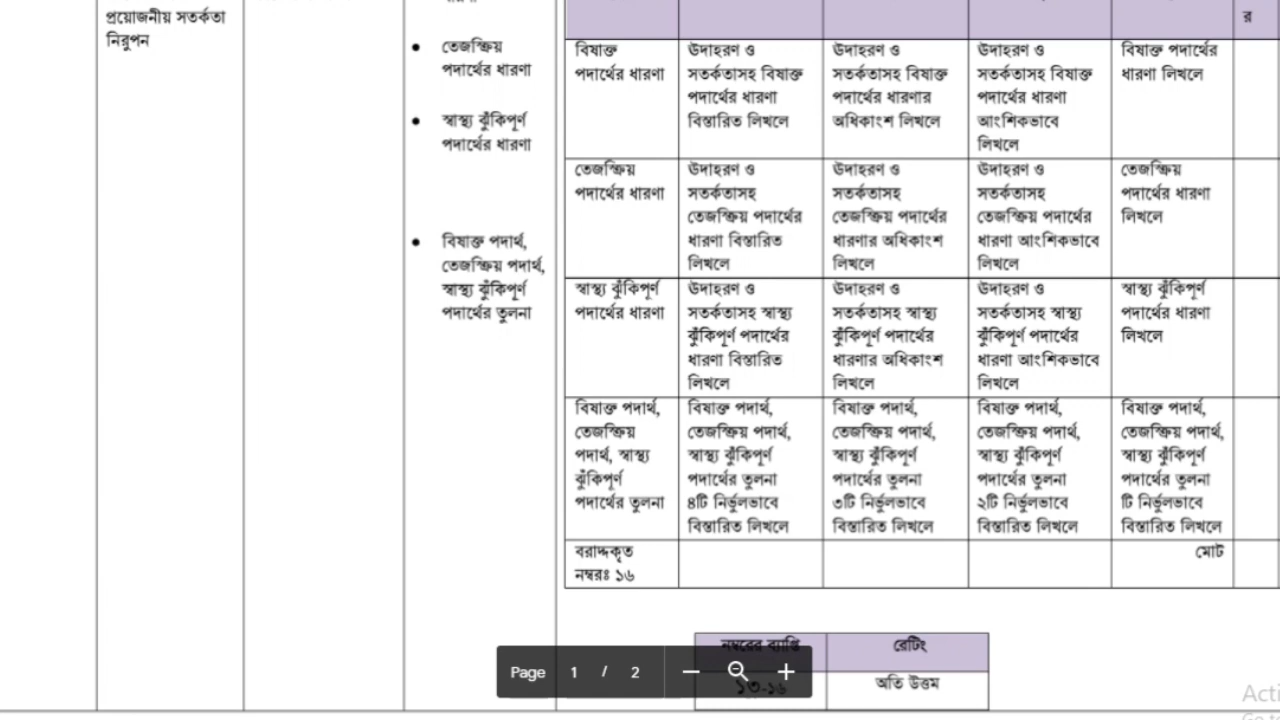 প্রয়োজনীয় সতর্কতা
নিরুপন
তেজস্ক্রিয়
পদার্থের ধারণা
স্বাস্থ্য ঝুঁকিপূর্ণ
পদার্থের ধারণা
বিষাক্ত পদার্থ,
তেজস্ক্রিয় পদার্থ,
স্বাস্থ্য ঝুঁকিপূর্ণ
পদার্থের তুলনা
র
বিষাক্ত
পদার্থের ধারণা
উদাহরণ ও
সতর্কতাসহ বিষাক্ত
পদার্থের ধারণা
বিস্তারিত লিখলে
উদাহরণ ও
সতর্কতাসহ বিষাক্ত
পদার্থের ধারণার
অধিকাংশ লিখলে
উদাহরণ ও
সতর্কতাসহ বিষাক্ত
পদার্থের ধারণা
আংশিকভাবে
লিখলে
বিষাক্ত পদার্থের
ধারণা লিখলে
তেজস্ক্রিয়
পদার্থের ধারণা
উদাহরণ ও
সতর্কতাসহ
তেজস্ক্রিয় পদার্থের
ধারণা বিস্তারিত
লিখলে
উদাহরণ ও
সতর্কতাসহ
তেজস্ক্রিয় পদার্থের
ধারণার অধিকাংশ
লিখলে
উদাহরণ ও
সতর্কতাসহ
তেজস্ক্রিয় পদার্থের
ধারণা আংশিকভাবে
লিখলে
তেজস্ক্রিয়
পদার্থের ধারণা
লিখলে
স্বাস্থ্য ঝুঁকিপূর্ণ
পদার্থের ধারণা
উদাহরণ ও
সতর্কতাসহ স্বাস্থ্য
ঝুঁকিপূর্ণ পদার্থের
ধারণা বিস্তারিত
লিখলে
উদাহরণ ও
সতর্কতাসহ স্বাস্থ্য
ঝুঁকিপূর্ণ পদার্থের
ধারণার অধিকাংশ
লিখলে
উদাহরণ ও
সতর্কতাসহ স্বাস্থ্য
ঝুঁকিপূর্ণ পদার্থের
ধারণা আংশিকভাবে
লিখলে
স্বাস্থ্য ঝুঁকিপূর্ণ
পদার্থের ধারণা
লিখলে
বিষাক্ত পদার্থ,
তেজস্ক্রিয়
পদার্থ, স্বাস্থ্য
ঝুঁকিপূর্ণ
পদার্থের তুলনা
বিষাক্ত পদার্থ,
তেজস্ক্রিয় পদার্থ,
স্বাস্থ্য ঝুঁকিপূর্ণ
পদার্থের তুলনা
৪টি নির্ভুলভাবে
বিস্তারিত লিখলে
বিষাক্ত পদার্থ,
তেজস্ক্রিয় পদার্থ,
স্বাস্থ্য ঝুঁকিপূর্ণ
পদার্থের তুলনা
৩টি নির্ভুলভাবে
বিস্তারিত লিখলে
বিষাক্ত পদার্থ,
তেজস্ক্রিয় পদার্থ,
স্বাস্থ্য ঝুঁকিপূর্ণ
পদার্থের তুলনা
২টি নির্ভুলভাবে
বিস্তারিত লিখলে
বিষাক্ত পদার্থ,
তেজস্ক্রিয় পদার্থ,
স্বাস্থ্য ঝুঁকিপূর্ণ
পদার্থের তুলনা
টি নির্ভুলভাবে
বিস্তারিত লিখলে
বরাদ্দকৃত
নম্বরঃ ১৬
মোট
নম্বরের ব্যাপ্তি
রেটিং
১৩-১৬
অতি উত্তম
Page 1 / 2
Acti